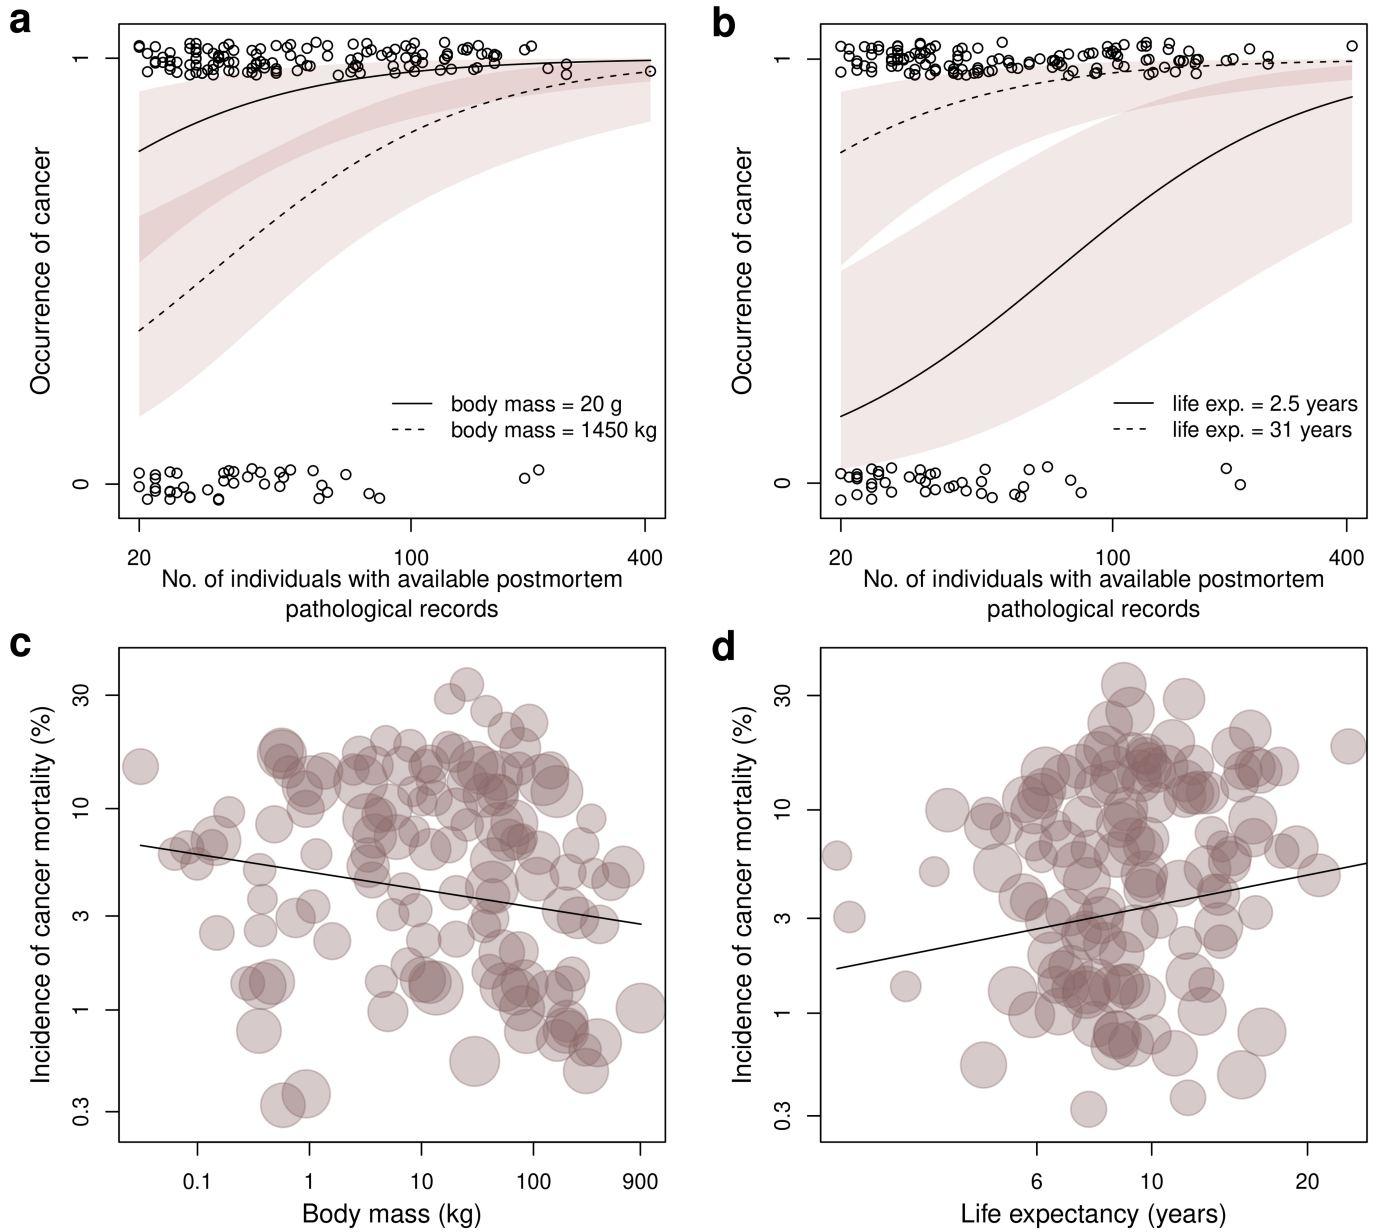 a
Occurrence of cancer
1
0
body mass = 20 g
body mass = 1450 kg
20 100 400
No. of individuals with available postmortem
pathological records
b
Occurrence of cancer
1
0
life exp. = 2.5 years
life exp. = 31 years
20 100 400
No. of individuals with available postmortem
pathological records
c
Incidence of cancer mortality (%)
30
10
3
1
0.3
0.1 1 10 100 900
Body mass (kg)
d
Incidence of cancer mortality (%)
30
10
3
1
0.3
6 10 20
Life expectancy (years)